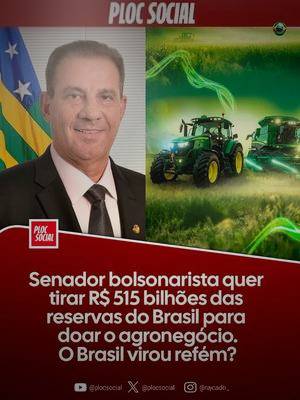 PLOC SOCIAL
PLOC
SOCIAL
Senador bolsonarista quer
tirar R$ 515 bilhões das
reservas do Brasil para
doar o agronegócio.
O Brasil virou refém?
@plocsocial @plocsocial @raycado_